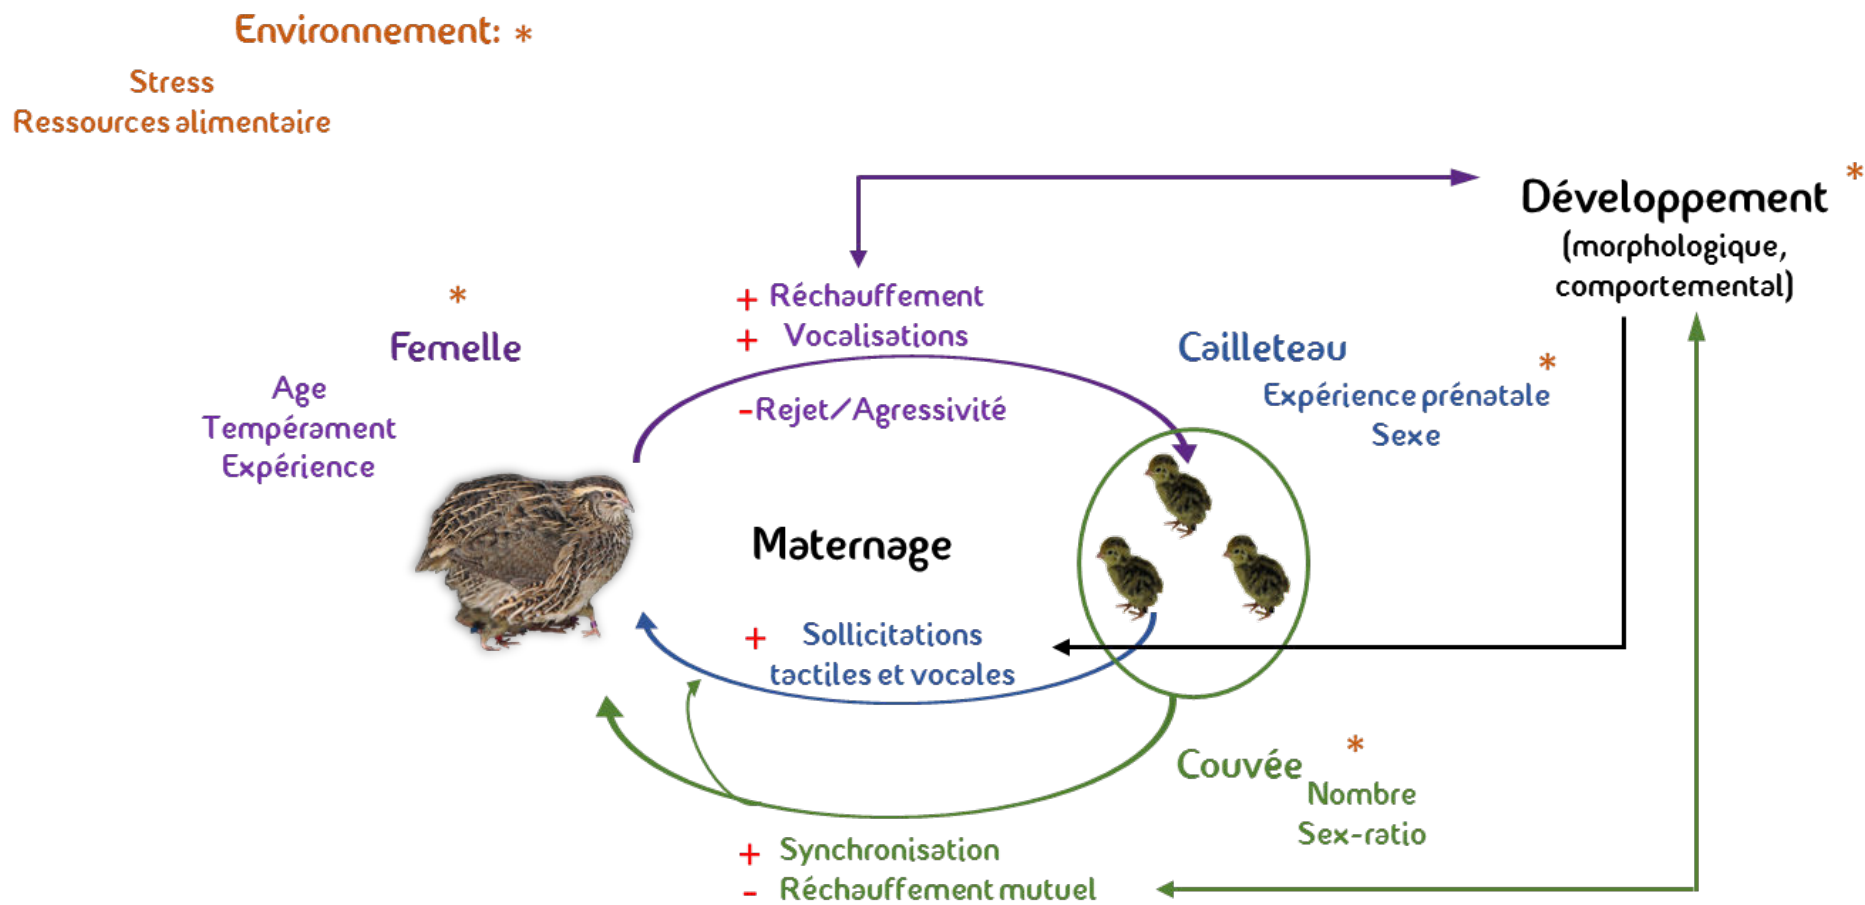 Environnement: *
Stress
Ressources alimentaire
*
Développement
(morphologique,
comportemental)
+ Réchauffement
+ Vocalisations
-Rejet/Agressivité
*
Femelle
Age
Tempérament
Expérience
Cailleteau
*
Expérience prénatale
Sexe
Maternage
+ Sollicitations
tactiles et vocales
*
Couvée
Nombre
Sex-ratio
+ Synchronisation
- Réchauffement mutuel